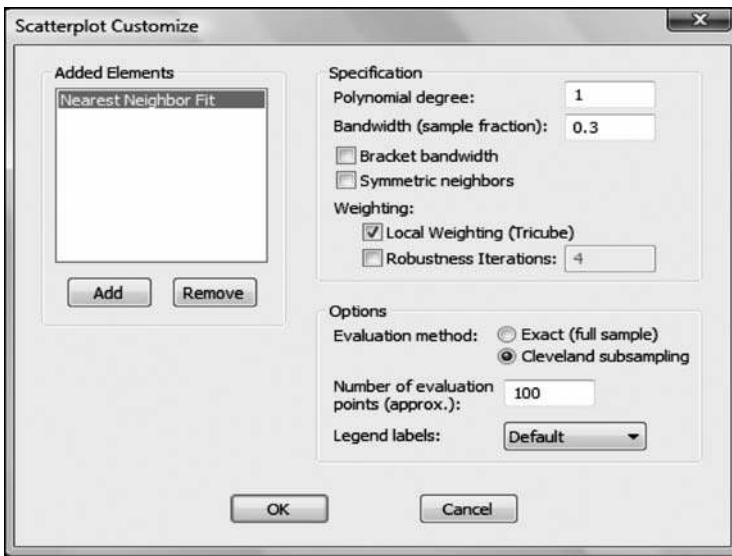 Scatterplot Customize
Added Elements
Nearest Neighbor Fit
Add
Remove
Specification
Polynomial degree: 1
Bandwidth (sample fraction): 0.3
Bracket bandwidth
Symmetric neighbors
Weighting:
Local Weighting (Tricube)
Robustness Iterations: 4
Options
Evaluation method: Exact (full sample)
Cleveland subsampling
Number of evaluation
points (approx.): 100
Legend labels: Default
OK
Cancel